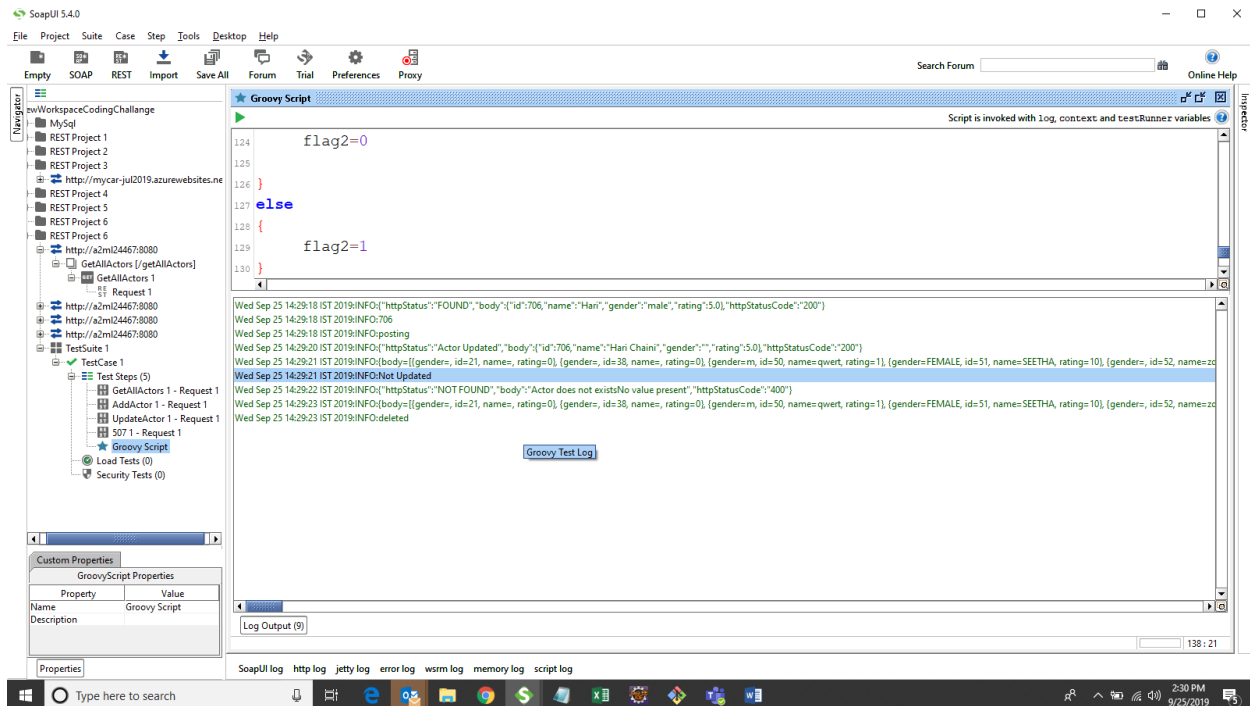 SoapUI 5.4.0
File Project Suite Case Step Tools Desktop Help
Empty SOAP REST Import Save All Forum Trial Preferences Proxy
Search Forum
Online Help
Navigator
ewWorkspaceCodingChallange
MySql
REST Project 1
REST Project 2
REST Project 3
http://mycar-jul2019.azurewebsites.ne
REST Project 4
REST Project 5
REST Project 6
REST Project 6
http://a2ml24467:8080
GetAllActors [/getAllActors]
GetAllActors 1
Request 1
http://a2ml24467:8080
http://a2ml24467:8080
http://a2ml24467:8080
TestSuite 1
TestCase 1
Test Steps (5)
GetAllActors 1 - Request 1
AddActor 1 - Request 1
UpdateActor 1 - Request 1
507 1 - Request 1
Groovy Script
Load Tests (0)
Security Tests (0)
Custom Properties
GroovyScript Properties
Property Value
Name Groovy Script
Description
Properties
Groovy Script
Script is invoked with log, context and testRunner variables
124 flag2=0
125
126 }
127 else
128 {
129 flag2=1
130 }
Wed Sep 25 14:29:18 IST 2019:INFO:{"httpStatus":"FOUND","body":{"id":706,"name":"Hari","gender":"male","rating":5.0},"httpStatusCode":"200"}
Wed Sep 25 14:29:18 IST 2019:INFO:706
Wed Sep 25 14:29:18 IST 2019:INFO:posting
Wed Sep 25 14:29:20 IST 2019:INFO:{"httpStatus":"Actor Updated","body":{"id":706,"name":"Hari Chaini","gender":"","rating":5.0},"httpStatusCode":"200"}
Wed Sep 25 14:29:21 IST 2019:INFO:{body=[{gender=, id=21, name=, rating=0}, {gender=, id=38, name=, rating=0}, {gender=m, id=50, name=qwert, rating=1}, {gender=FEMALE, id=51, name=SEETHA, rating=10}, {gender=, id=52, name=zc
Wed Sep 25 14:29:21 IST 2019:INFO:Not Updated
Wed Sep 25 14:29:22 IST 2019:INFO:{"httpStatus":"NOT FOUND","body":"Actor does not existsNo value present","httpStatusCode":"400"}
Wed Sep 25 14:29:23 IST 2019:INFO:{body=[{gender=, id=21, name=, rating=0}, {gender=, id=38, name=, rating=0}, {gender=m, id=50, name=qwert, rating=1}, {gender=FEMALE, id=51, name=SEETHA, rating=10}, {gender=, id=52, name=zc
Wed Sep 25 14:29:23 IST 2019:INFO:deleted
Groovy Test Log
Log Output (9)
138 : 21
SoapUI log http log jetty log error log wsrm log memory log script log
Inspector
Type here to search
2:30 PM
9/25/2019